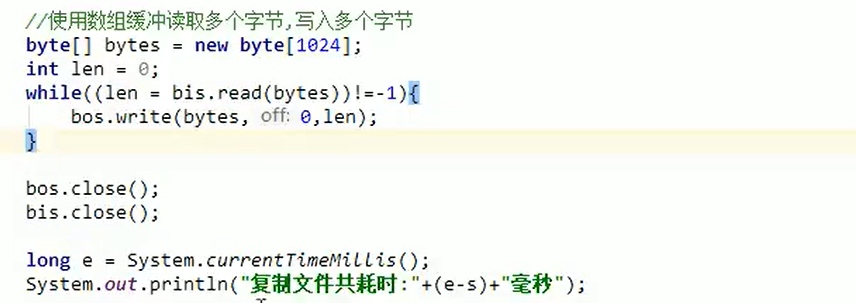 //使用数组缓冲读取多个字节,写入多个字节
byte[] bytes = new byte[1024];
int len = 0;
while((len = bis.read(bytes))!=-1){
bos.write(bytes, off: 0,len);
}
bos.close();
bis.close();
long e = System.currentTimeMillis();
System.out.println("复制文件共耗时:"+(e-s)+"毫秒");